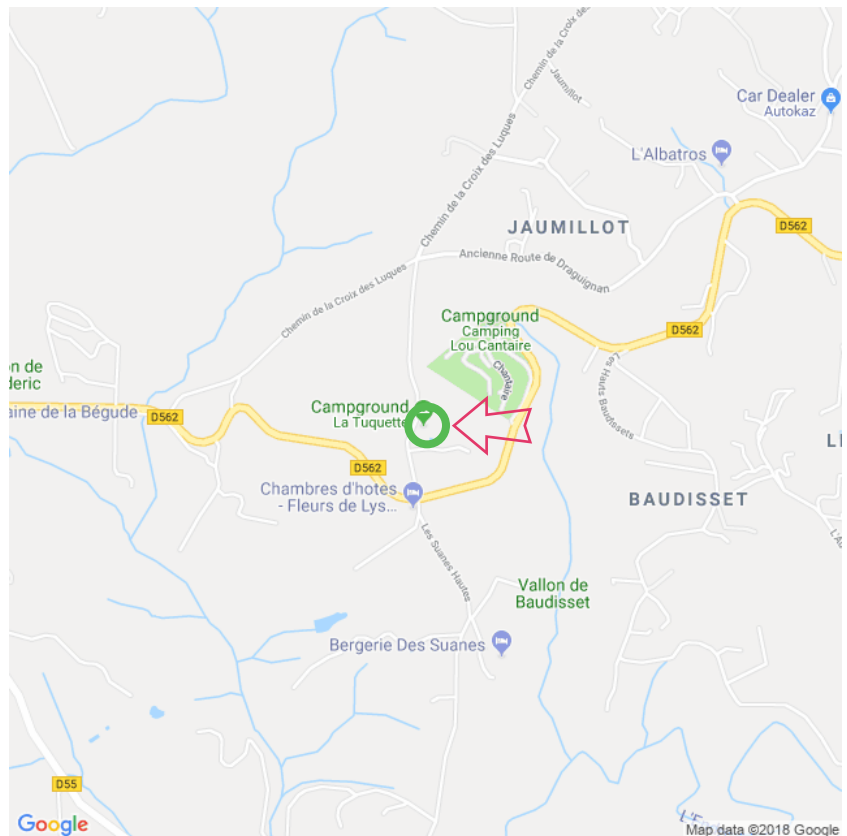 Chemin de la Croix des Luques
Jaumillot
Car Dealer
Autokaz
L'Albatros
JAUMILLOT
D562
Chemin de la Croix des Luques
Ancienne Route de Draguignan
Chemin de la Croix des Luques
Campground
Camping
Lou Cantaire
D562
Chantaire
Les Hauts Baudissets
on de
deric
aine de la Bégude
D562
Campground
La Tuquette
D562
Chambres d'hotes
- Fleurs de Lys...
BAUDISSET
Les Suanes Hautes
Vallon de
Baudisset
Bergerie Des Suanes
D55
Google
Map data ©2018 Google